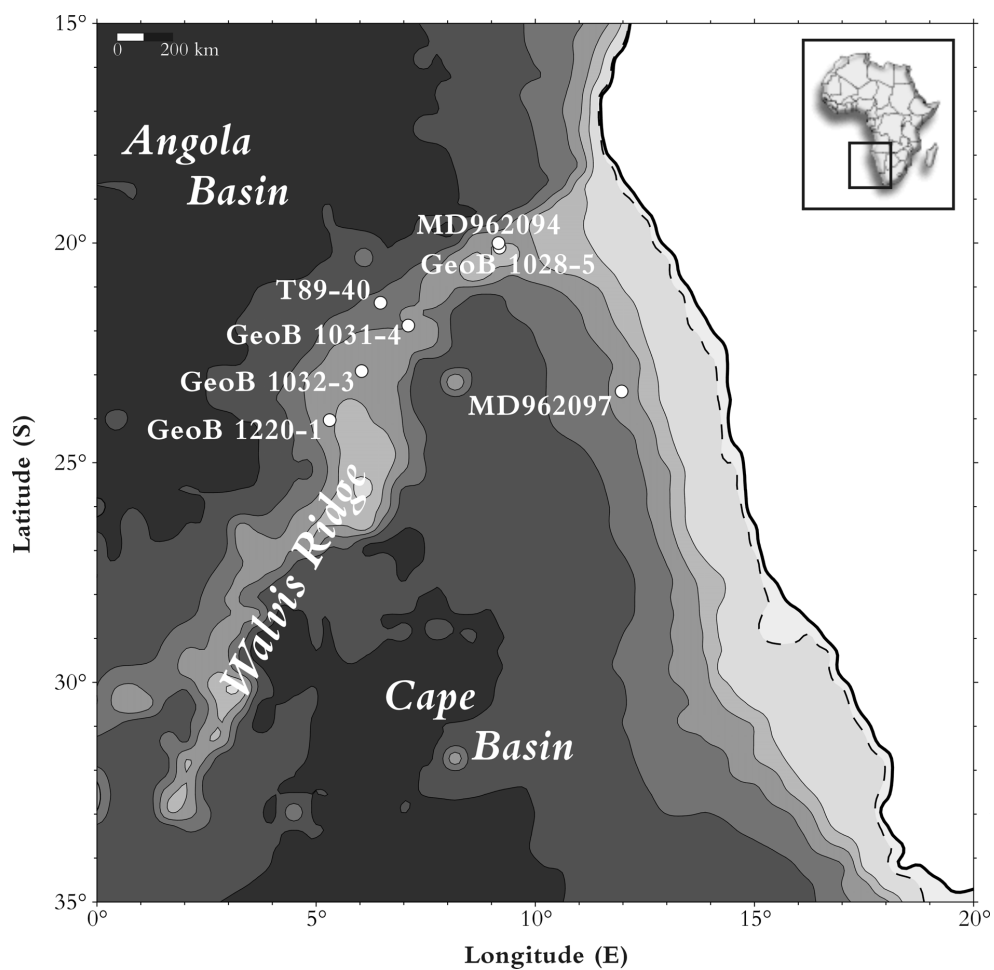 15°
0
200 km
Angola
Basin
MD962094
20°
GeoB 1028-5
T89-40
GeoB 1031-4
GeoB 1032-3
MD962097
GeoB 1220-1
25°
Latitude (S)
Walvis Ridge
30°
Cape
Basin
35°
0°
5°
10°
15°
20°
Longitude (E)